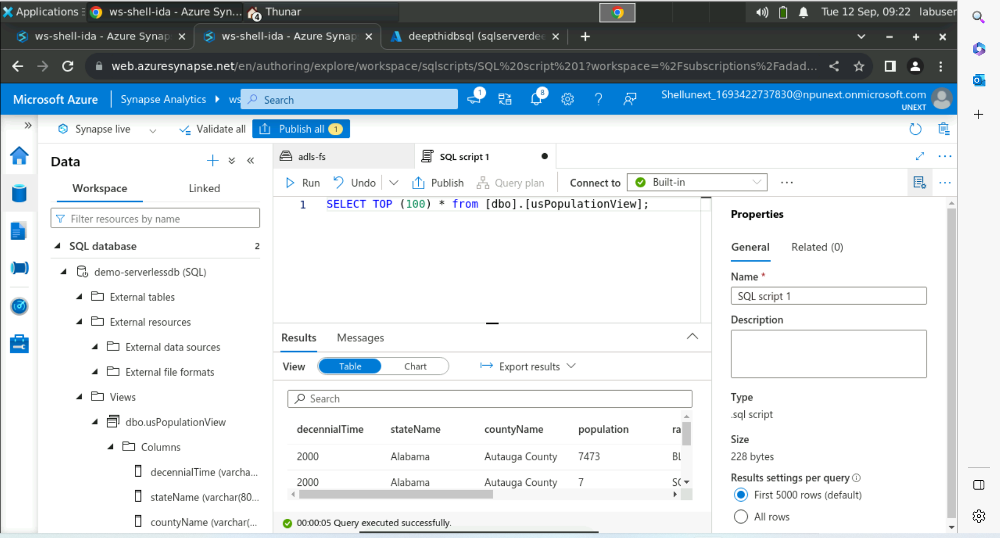 Applications
ws-shell-ida - Azure Syn...
4
Thunar
Tue 12 Sep, 09:22
labuser
ws-shell-ida - Azure Synap
ws-shell-ida - Azure Synap
deepthidbsql (sqlserverdee
web.azuresynapse.net/en/authoring/explore/workspace/sqlscripts/SQL%20script%201?workspace=%2Fsubscriptions%2Fadad...
Microsoft Azure
Synapse Analytics
ws
Search
1
8
Shellunext_1693422737830@npunext.onmicrosoft.com
UNEXT
Synapse live
Validate all
Publish all 1
Data
Workspace
Linked
Filter resources by name
SQL database 2
demo-serverlessdb (SQL)
External tables
External resources
External data sources
External file formats
Views
dbo.usPopulationView
Columns
decennialTime (varcha...
stateName (varchar(80...
countyName (varchar(...
adls-fs
SQL script 1
Run
Undo
Publish
Query plan
Connect to
Built-in
1 SELECT TOP (100) * from [dbo].[usPopulationView];
Results
Messages
View
Table
Chart
Export results
Search
decennialTime stateName countyName population ra
2000 Alabama Autauga County 7473 BL
2000 Alabama Autauga County 7 SC
00:00:05 Query executed successfully.
Properties
General
Related (0)
Name *
SQL script 1
Description
Type
.sql script
Size
228 bytes
Results settings per query
First 5000 rows (default)
All rows